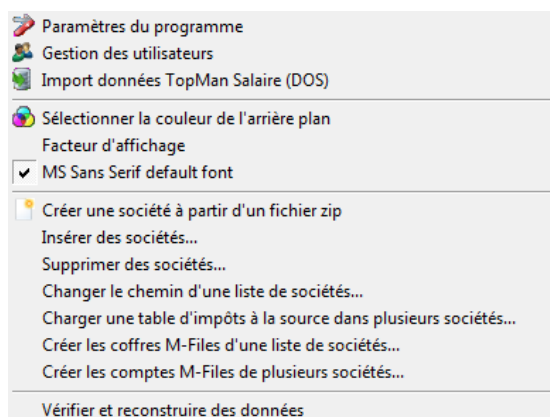 Paramètres du programme
Gestion des utilisateurs
Import données TopMan Salaire (DOS)
Sélectionner la couleur de l'arrière plan
Facteur d'affichage
MS Sans Serif default font
Créer une société à partir d'un fichier zip
Insérer des sociétés...
Supprimer des sociétés...
Changer le chemin d'une liste de sociétés...
Charger une table d'impôts à la source dans plusieurs sociétés...
Créer les coffres M-Files d'une liste de sociétés...
Créer les comptes M-Files de plusieurs sociétés...
Vérifier et reconstruire des données